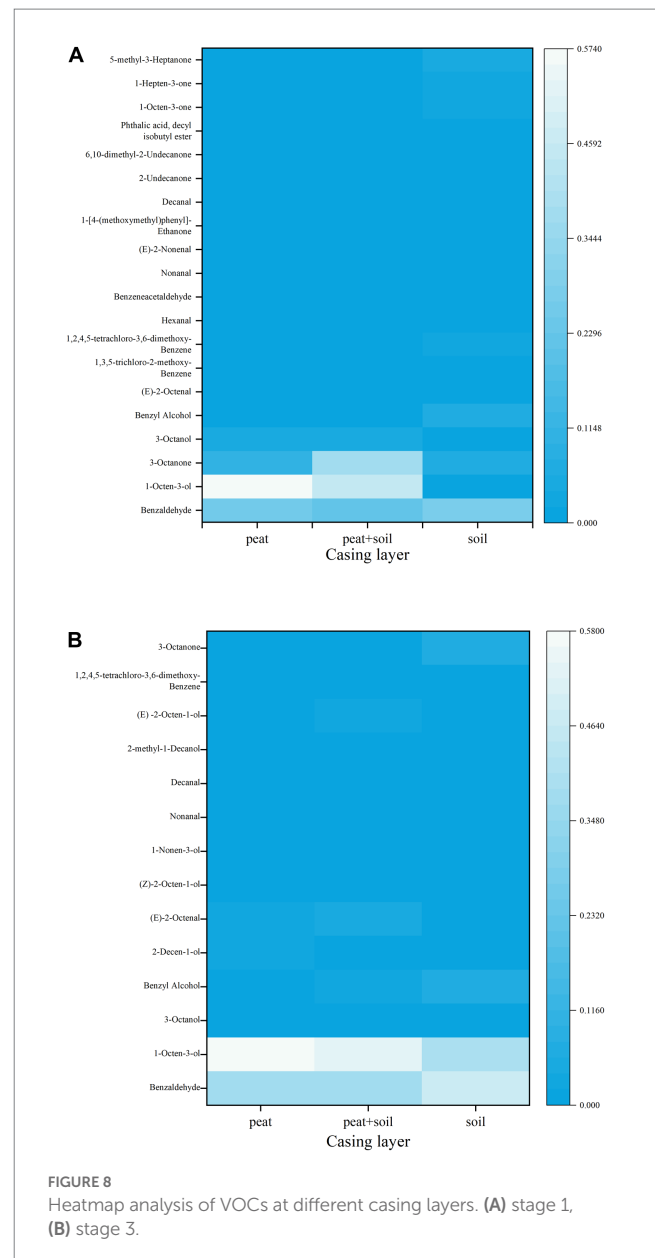 A
5-methyl-3-Heptanone
1-Hepten-3-one
1-Octen-3-one
Phthalic acid, decyl
isobutyl ester
6,10-dimethyl-2-Undecanone
2-Undecanone
Decanal
1-[4-(methoxymethyl)phenyl]-
Ethanone
(E)-2-Nonenal
Nonanal
Benzeneacetaldehyde
Hexanal
1,2,4,5-tetrachloro-3,6-dimethoxy-
Benzene
1,3,5-trichloro-2-methoxy-
Benzene
(E)-2-Octenal
Benzyl Alcohol
3-Octanol
3-Octanone
1-Octen-3-ol
Benzaldehyde
peat
peat+soil
soil
Casing layer
0.5740
0.4592
0.3444
0.2296
0.1148
0.000
B
3-Octanone
1,2,4,5-tetrachloro-3,6-dimethoxy-
Benzene
(E) -2-Octen-1-ol
2-methyl-1-Decanol
Decanal
Nonanal
1-Nonen-3-ol
(Z)-2-Octen-1-ol
(E)-2-Octenal
2-Decen-1-ol
Benzyl Alcohol
3-Octanol
1-Octen-3-ol
Benzaldehyde
peat
peat+soil
soil
Casing layer
0.5800
0.4640
0.3480
0.2320
0.1160
0.000
FIGURE 8
Heatmap analysis of VOCs at different casing layers. (A) stage 1,
(B) stage 3.